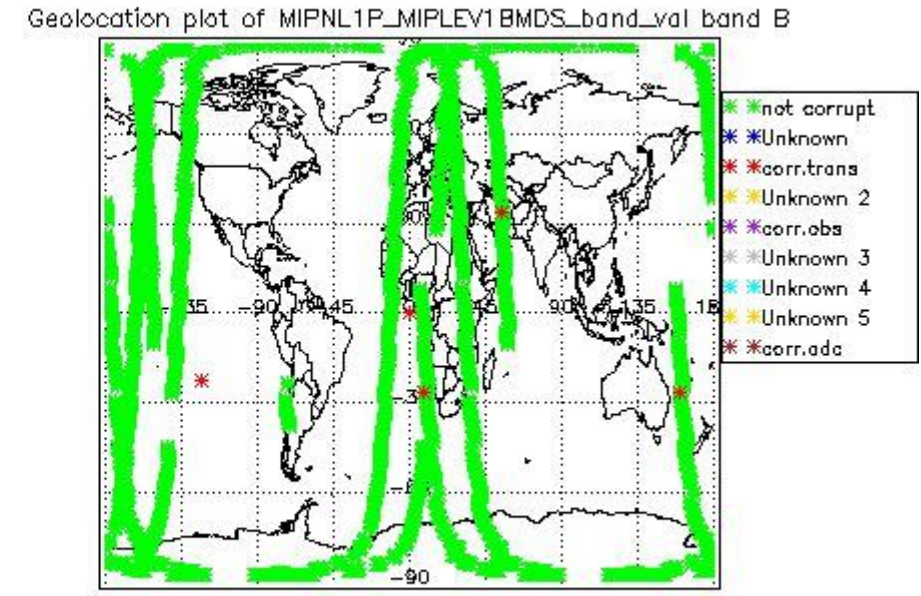 Geolocation plot of MIPNL1P_MIPLEV1BMDS_band_val band B
not corrupt
Unknown
corr.trans
Unknown 2
corr.obs
Unknown 3
Unknown 4
Unknown 5
corr.adc
-90
45
90
135
-90